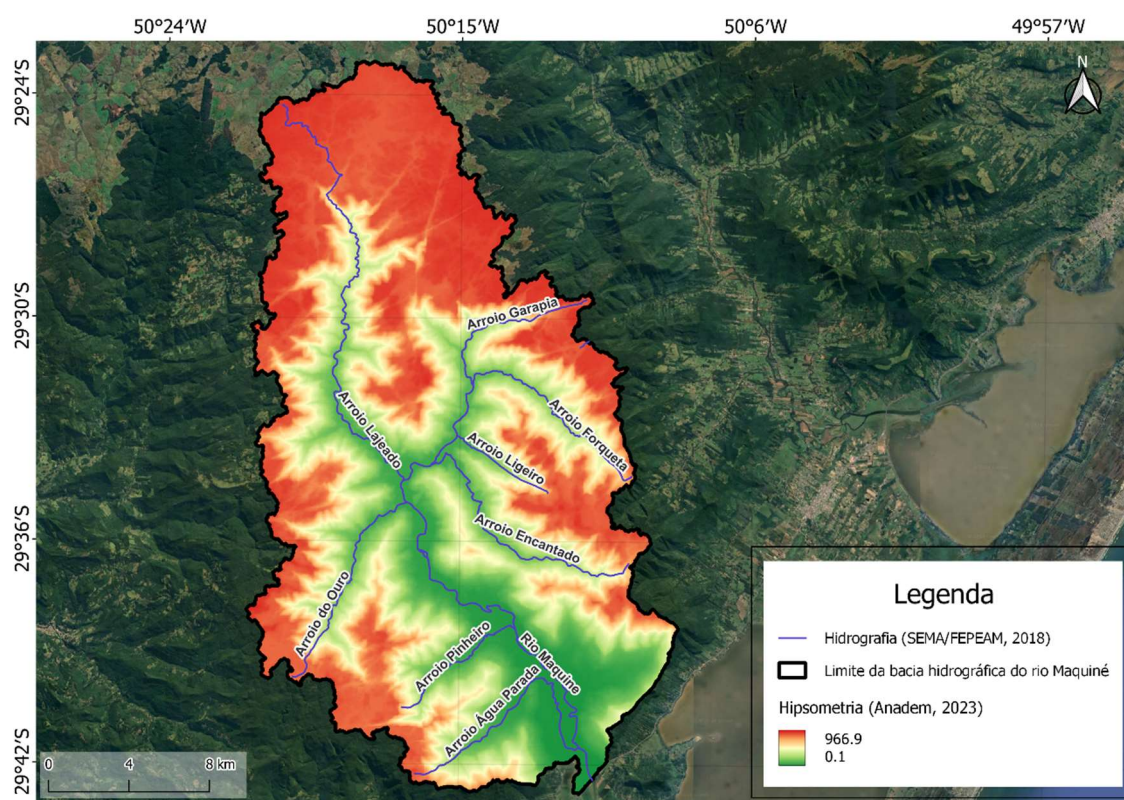 50°24'W 50°15'W 50°6'W 49°57'W
29°24'S
N
29°30'S
Arroio Garapia
Arroio Lajeado
Arroio Forqueta
Arroio Ligeiro
29°36'S
Arroio Encantado
Arroio do Ouro
Arroio Pinheiro
Rio Maquine
Arroio Água Parada
29°42'S
0 4 8 km
Legenda
Hidrografia (SEMA/FEPEAM, 2018)
Limite da bacia hidrográfica do rio Maquiné
Hipsometria (Anadem, 2023)
966.9
0.1